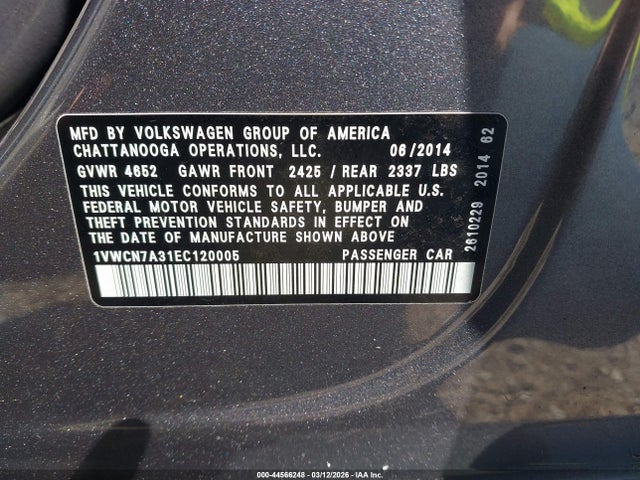 MFD BY VOLKSWAGEN GROUP OF AMERICA
CHATTANOOGA OPERATIONS, LLC. 06/2014
GVWR 4652 GAWR FRONT 2425 / REAR 2337 LBS
THIS VEHICLE CONFORMS TO ALL APPLICABLE U.S.
FEDERAL MOTOR VEHICLE SAFETY, BUMPER AND
THEFT PREVENTION STANDARDS IN EFFECT ON
THE DATE OF MANUFACTURE SHOWN ABOVE
1VWCN7A31EC120005 PASSENGER CAR
2610229 2014 62
000-44566248 - 03/12/2026 - IAA Inc.